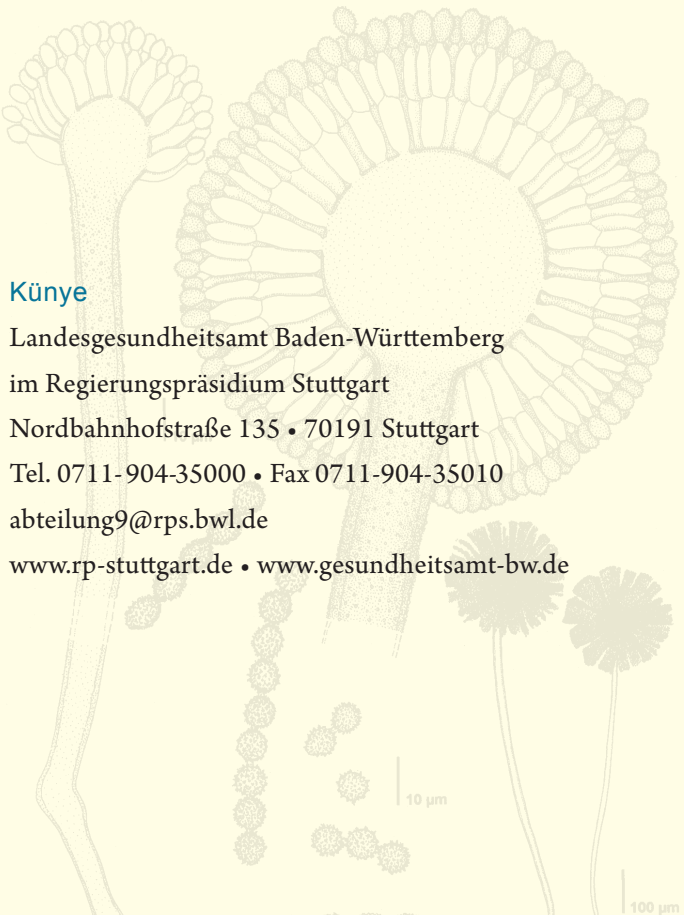 Künye
Landesgesundheitsamt Baden-Württemberg
im Regierungspräsidium Stuttgart
Nordbahnhofstraße 135 • 70191 Stuttgart
Tel. 0711-904-35000 • Fax 0711-904-35010
abteilung9@rps.bwl.de
www.rp-stuttgart.de • www.gesundheitsamt-bw.de
10 µm
100 µm